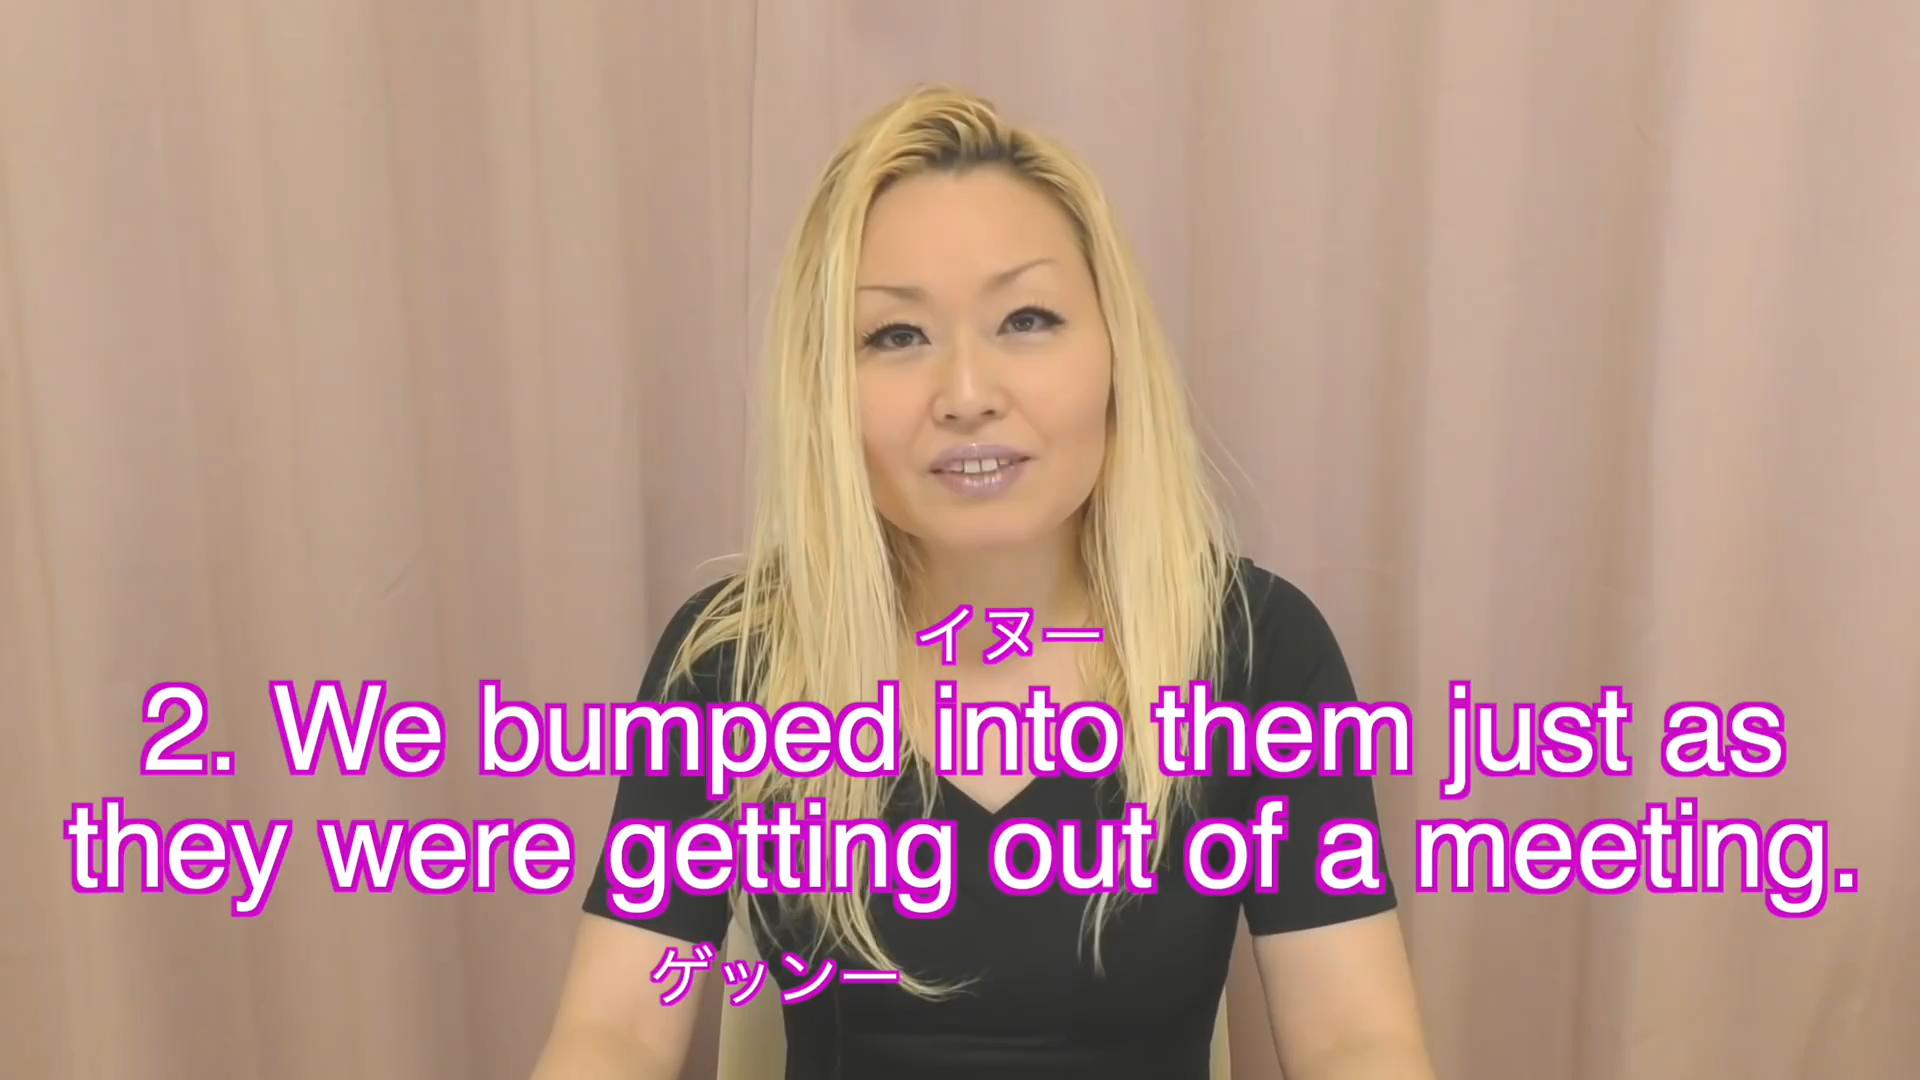 イヌー
2. We bumped into them just as
they were getting out of a meeting.
ゲッンー